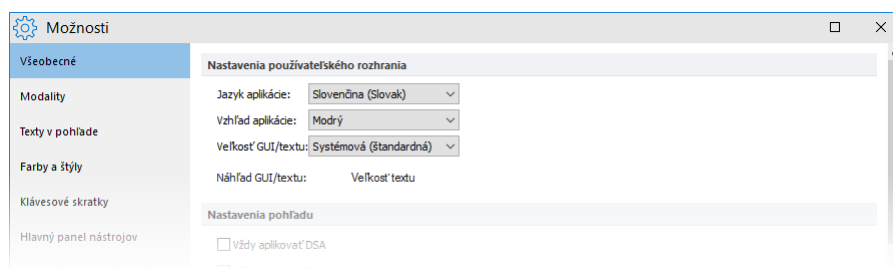 Možnosti
Všeobecné
Modality
Texty v pohľade
Farby a štýly
Klávesové skratky
Hlavný panel nástrojov
Nastavenia používateľského rozhrania
Jazyk aplikácie: Slovenčina (Slovak)
Vzhľad aplikácie: Modrý
Veľkosť GUI/textu: Systémová (štandardná)
Náhľad GUI/textu: Veľkosť textu
Nastavenia pohľadu
Vždy aplikovať DSA